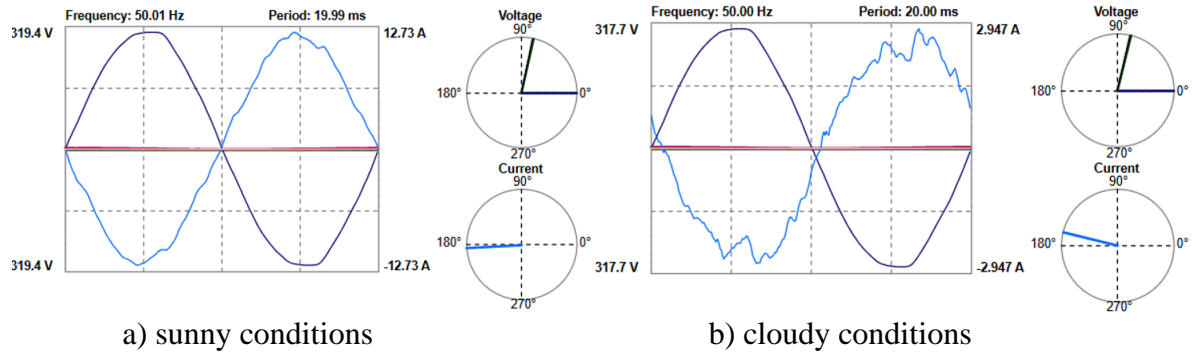 Frequency: 50.01 Hz Period: 19.99 ms
319.4 V 12.73 A
319.4 V -12.73 A
Voltage
90°
180° 0°
270°
Current
90°
180° 0°
270°
a) sunny conditions
Frequency: 50.00 Hz Period: 20.00 ms
317.7 V 2.947 A
317.7 V -2.947 A
Voltage
90°
180° 0°
270°
Current
90°
180° 0°
270°
b) cloudy conditions